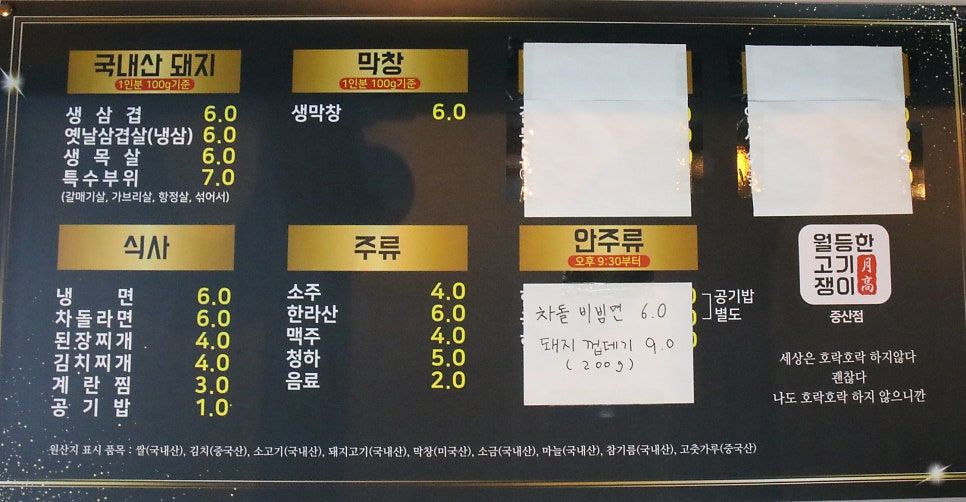 국내산 돼지
1인분 100g기준
생 삼 겹 6.0
옛날삼겹살(냉삼) 6.0
생 목 살 6.0
특수부위 7.0
(갈매기살, 가브리살, 항정살, 섞어서)
막창
1인분 100g기준
생막창 6.0
식사
냉 면 6.0
차돌라면 6.0
된장찌개 4.0
김치찌개 4.0
계 란 찜 3.0
공 기 밥 1.0
주류
소주 4.0
한라산 6.0
맥주 4.0
청하 5.0
음료 2.0
안주류
오후 9:30부터
차돌 비빔면 6.0
돼지 껍데기 9.0
(200g)
공기밥
별도
월등한
고기
쟁이
月高
중산점
세상은 호락호락 하지않다
괜찮다
나도 호락호락 하지 않으니깐
원산지 표시 품목 : 쌀(국내산), 김치(중국산), 소고기(국내산), 돼지고기(국내산), 막창(미국산), 소금(국내산), 마늘(국내산), 참기름(국내산), 고춧가루(중국산)